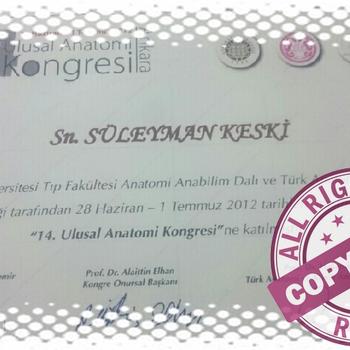 Ulusal Anatomi
Kongresi
Ankara
Sn. SÜLEYMAN KESKİ
ersitesi Tıp Fakültesi Anatomi Anabilim Dalı ve Türk A
ği tarafından 28 Haziran – 1 Temmuz 2012 tarih
"14. Ulusal Anatomi Kongresi"ne katılı
emir
Prof. Dr. Alaittin Elhan
Türk A
Kongre Onursal Başkanı
ALL RIG
COPY
R